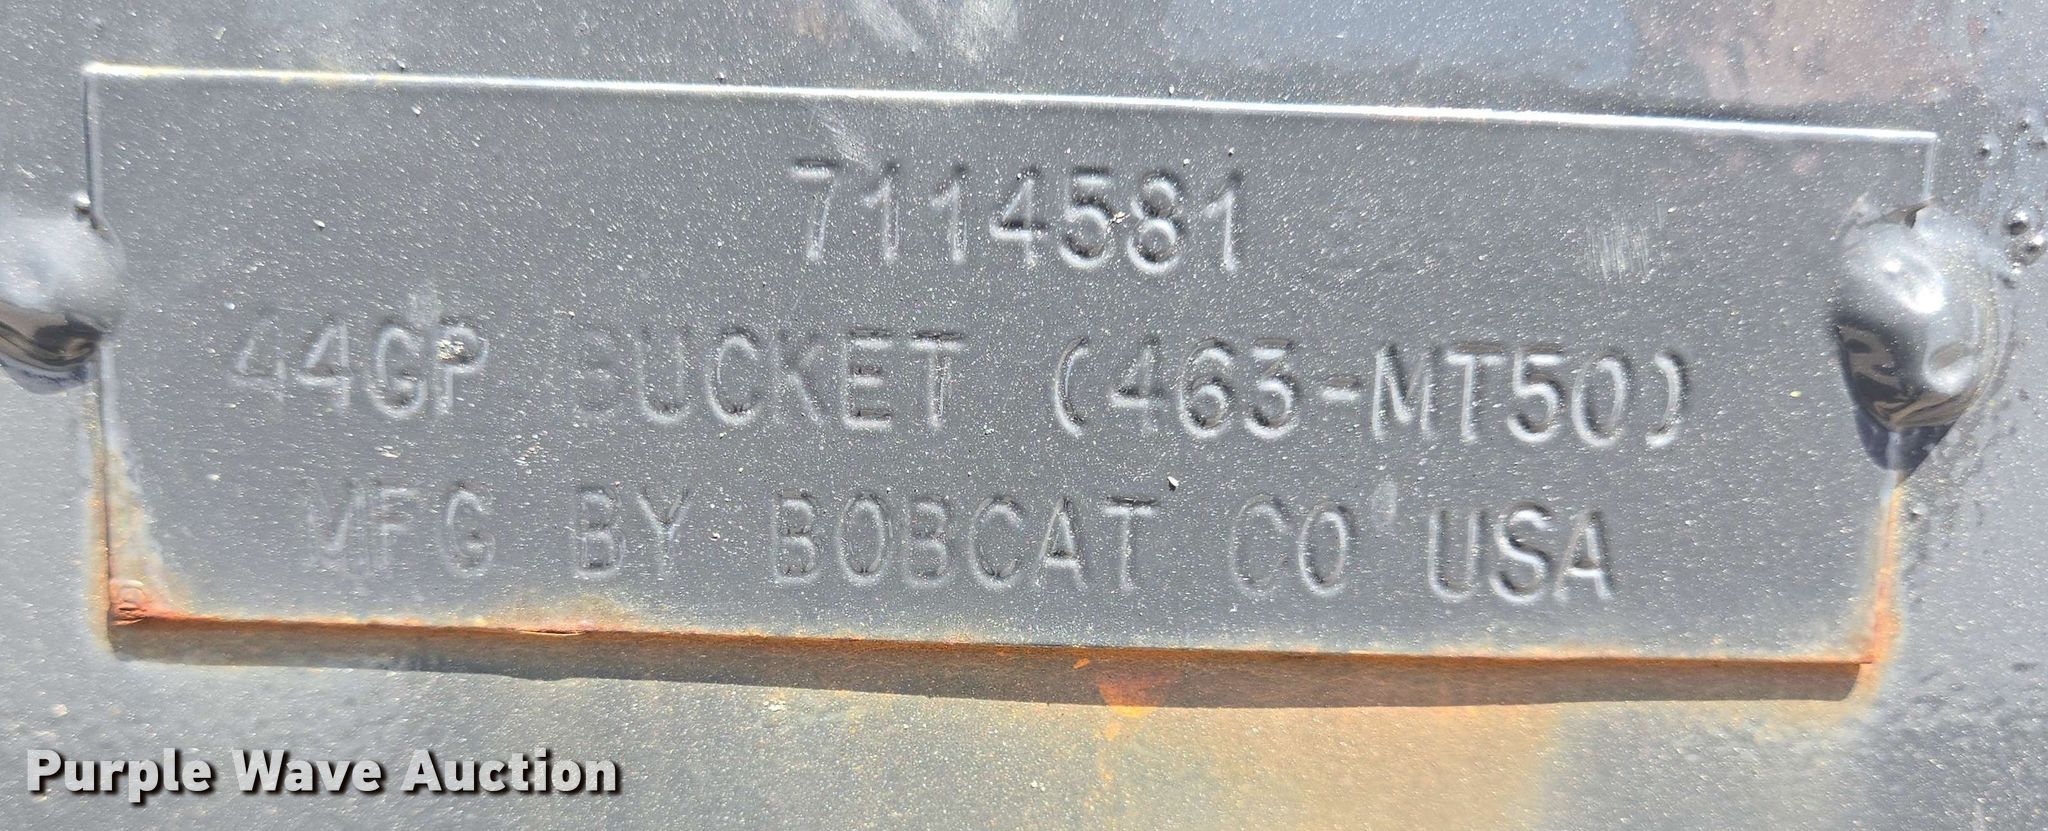 7114581
44GP BUCKET (463-MT50)
MFG BY BOBCAT CO USA
Purple Wave Auction